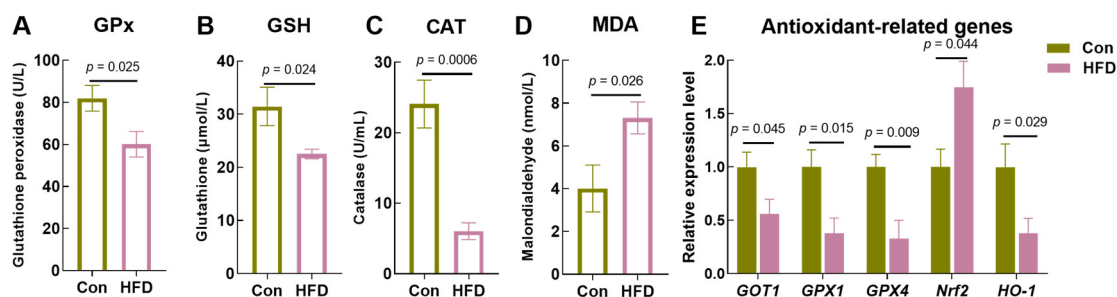 A GPx
Glutathione peroxidase (U/L)
100
80
60
40
20
0
p = 0.025
Con HFD
B GSH
Glutathione (μmol/L)
40
30
20
10
0
p = 0.024
Con HFD
C CAT
Catalase (U/mL)
30
20
10
0
p = 0.0006
Con HFD
D MDA
Malondialdehyde (nmol/L)
10
8
6
4
2
0
p = 0.026
Con HFD
E Antioxidant-related genes
Relative expression level
2.0
1.5
1.0
0.5
0.0
p = 0.045
p = 0.015
p = 0.009
p = 0.044
p = 0.029
GOT1 GPX1 GPX4 Nrf2 HO-1
Con
HFD